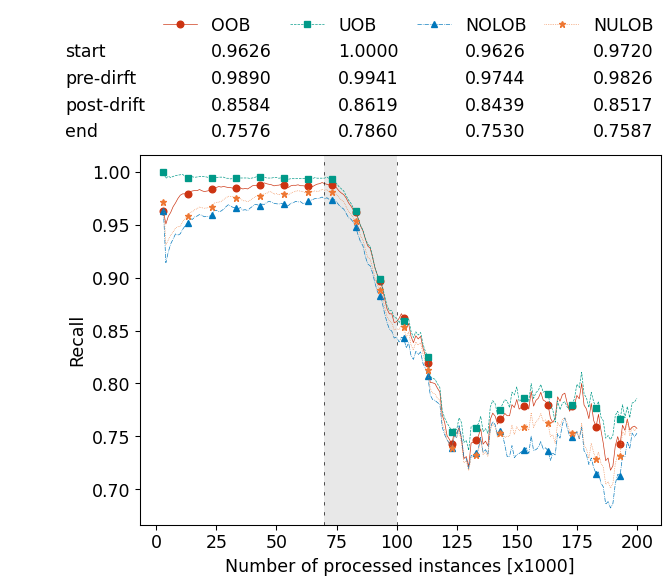 OOB UOB NOLOB NULOB
start 0.9626 1.0000 0.9626 0.9720
pre-dirft 0.9890 0.9941 0.9744 0.9826
post-drift 0.8584 0.8619 0.8439 0.8517
end 0.7576 0.7860 0.7530 0.7587
1.00
0.95
0.90
0.85
0.80
0.75
0.70
Recall
0 25 50 75 100 125 150 175 200
Number of processed instances [x1000]